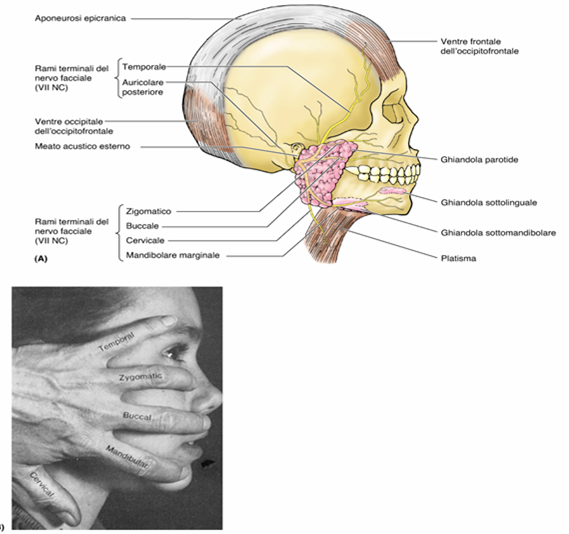 Aponeurosi epicranica
Ventre frontale
dell'occipitofrontale
Rami terminali del
nervo facciale
(VII NC)
Temporale
Auricolare
posteriore
Ventre occipitale
dell'occipitofrontale
Meato acustico esterno
Ghiandola parotide
Ghiandola sottolinguale
Ghiandola sottomandibolare
Platisma
Rami terminali del
nervo facciale
(VII NC)
Zigomatico
Buccale
Cervicale
Mandibolare marginale
(A)
Temporal
Zygomatic
Buccal
Mandibular
Cervical